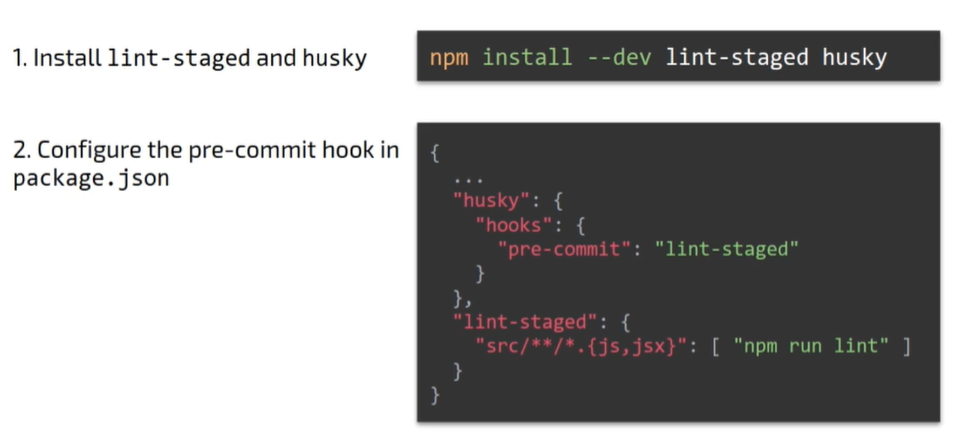 1. Install lint-staged and husky
npm install --dev lint-staged husky
2. Configure the pre-commit hook in
package.json
{
...
"husky": {
"hooks": {
"pre-commit": "lint-staged"
}
},
"lint-staged": {
"src/**/*.{js,jsx}": [ "npm run lint" ]
}
}